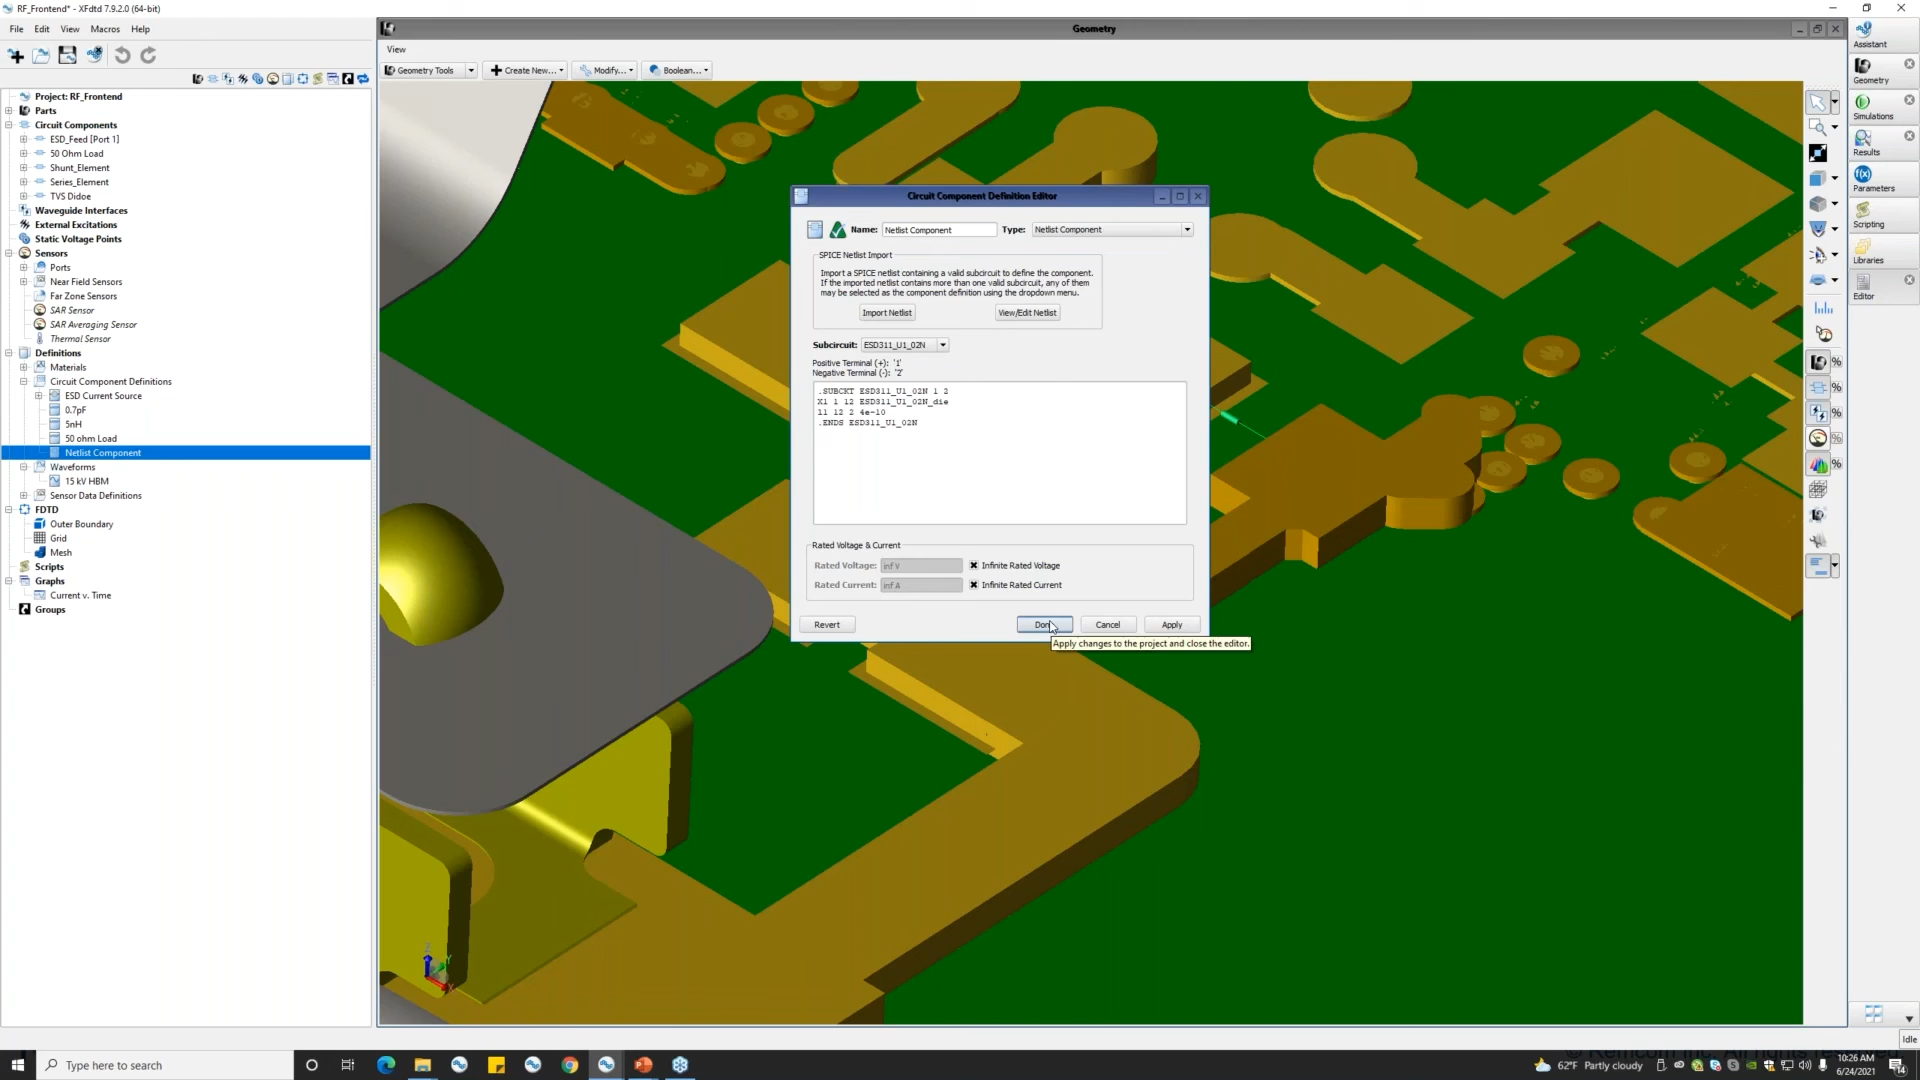 RF_Frontend* - XFdtd 7.9.2.0 (64-bit)
File Edit View Macros Help
Project: RF_Frontend
Parts
Circuit Components
ESD_Feed [Port 1]
50 Ohm Load
Shunt_Element
Series_Element
TVS Didoe
Waveguide Interfaces
External Excitations
Static Voltage Points
Sensors
Ports
Near Field Sensors
Far Zone Sensors
SAR Sensor
SAR Averaging Sensor
Thermal Sensor
Definitions
Materials
Circuit Component Definitions
ESD Current Source
0.7pF
5nH
50 ohm Load
Netlist Component
Waveforms
15 kV HBM
Sensor Data Definitions
FDTD
Outer Boundary
Grid
Mesh
Scripts
Graphs
Current v. Time
Groups
Geometry
View
Geometry Tools Create New... Modify... Boolean...
Circuit Component Definition Editor
Name: Netlist Component Type: Netlist Component
SPICE Netlist Import
Import a SPICE netlist containing a valid subcircuit to define the component.
If the imported netlist contains more than one valid subcircuit, any of them
may be selected as the component definition using the dropdown menu.
Import Netlist View/Edit Netlist
Subcircuit: ESD311_U1_02N
Positive Terminal (+): '1'
Negative Terminal (-): '2'
.SUBCKT ESD311_U1_02N 1 2
X1 1 12 ESD311_U1_02N_die
l1 12 2 4e-10
.ENDS ESD311_U1_02N
Rated Voltage & Current
Rated Voltage: inf V Infinite Rated Voltage
Rated Current: inf A Infinite Rated Current
Revert Done Cancel Apply
Apply changes to the project and close the editor.
Assistant
Geometry
Simulations
Results
f(x)
Parameters
Scripting
Libraries
Editor
%
%
%
%
%
Z
Y
X
Idle
Type here to search
62°F Partly cloudy
10:26 AM
6/24/2021
14